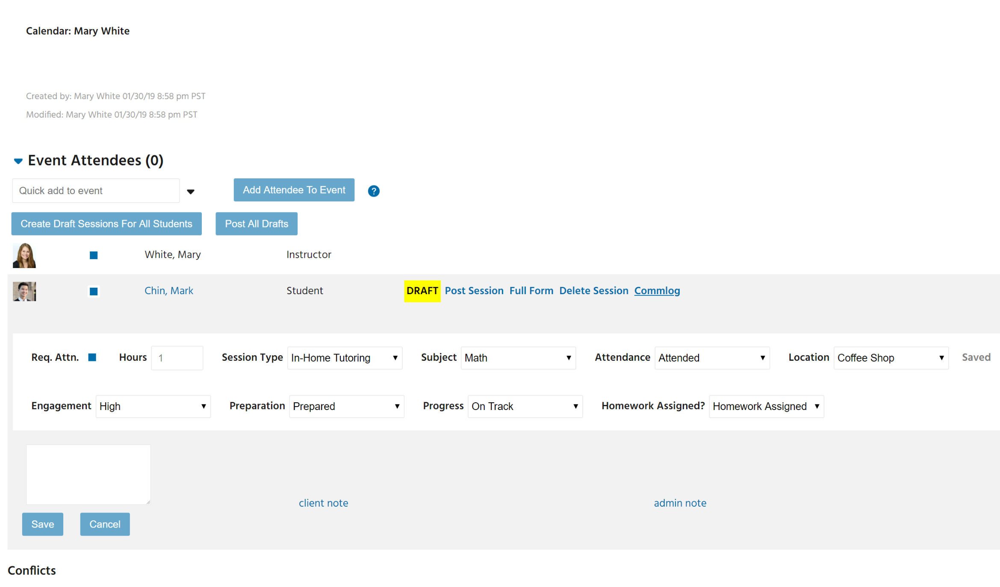 Calendar: Mary White
Created by: Mary White 01/30/19 8:58 pm PST
Modified: Mary White 01/30/19 8:58 pm PST
Event Attendees (0)
Quick add to event Add Attendee To Event ?
Create Draft Sessions For All Students Post All Drafts
White, Mary Instructor
Chin, Mark Student DRAFT Post Session Full Form Delete Session Commlog
Req. Attn. Hours 1 Session Type In-Home Tutoring Subject Math Attendance Attended Location Coffee Shop Saved
Engagement High Preparation Prepared Progress On Track Homework Assigned? Homework Assigned
client note admin note
Save Cancel
Conflicts